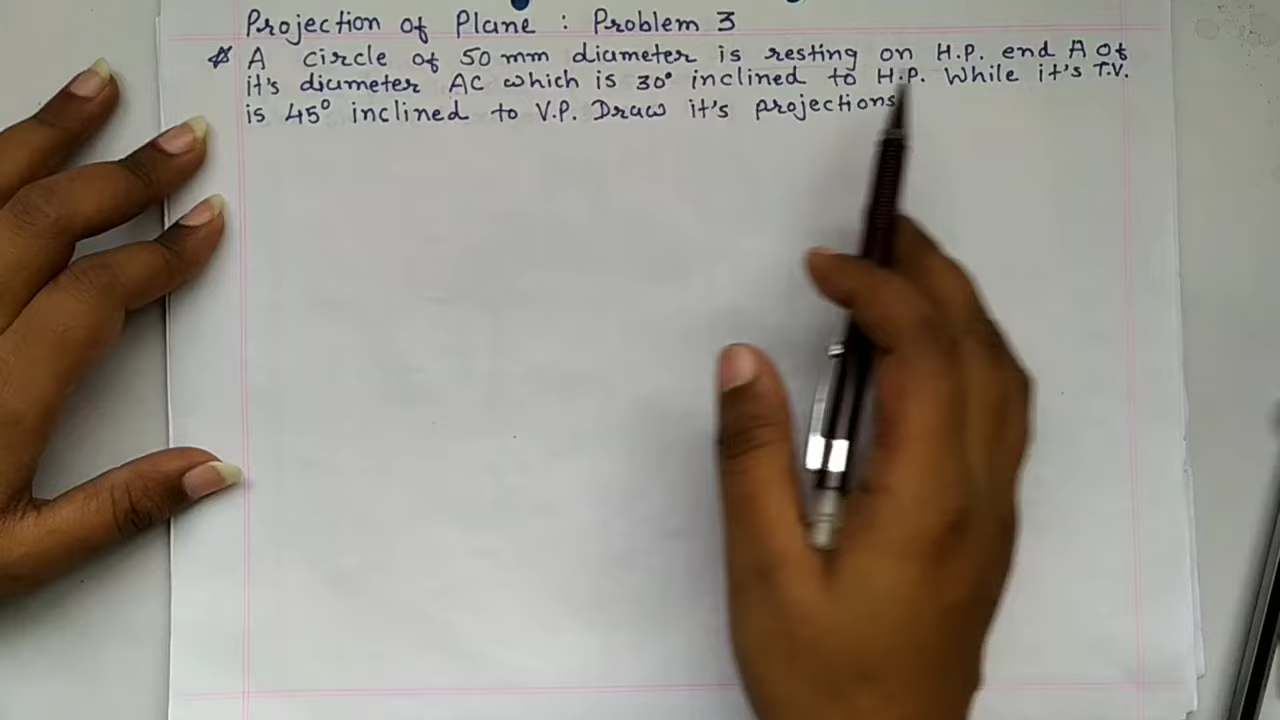 Projection of Plane : Problem 3
A circle of 50 mm diameter is resting on H.P. end A of
it's diameter AC which is 30° inclined to H.P. While it's T.V.
is 45° inclined to V.P. Draw it's projections